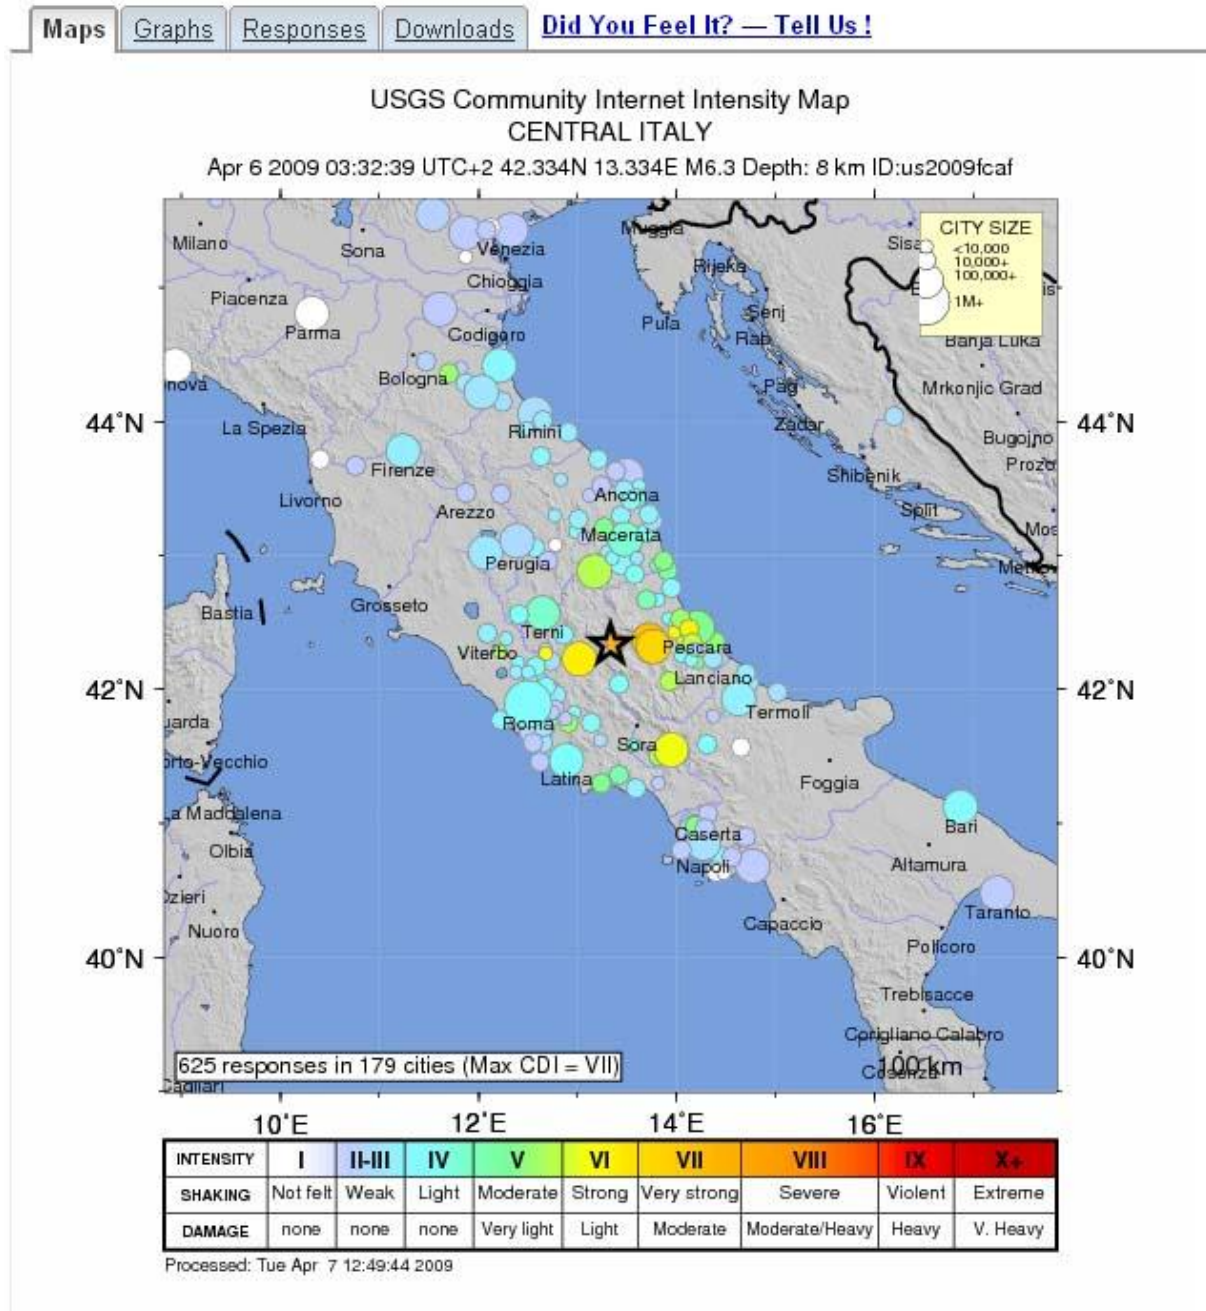 Maps Graphs Responses Downloads Did You Feel It? — Tell Us !
USGS Community Internet Intensity Map
CENTRAL ITALY
Apr 6 2009 03:32:39 UTC+2 42.334N 13.334E M6.3 Depth: 8 km ID:us2009fcaf
CITY SIZE
<10,000
10,000+
100,000+
1M+
Milano
Sona
Venezia
Muggia
Rijeka
Chioggia
Piacenza
Parma
Codigoro
Pula
Senj
Rab
Banja Luka
Bologna
Pag
Mrkonjic Grad
44°N
La Spezia
Rimini
Zadar
44°N
Bugojno
Firenze
Shibenik
Livorno
Ancona
Arezzo
Split
Macerata
Perugia
Bastia
Grosseto
Terni
Viterbo
Pescara
42°N
Lanciano
42°N
Roma
Termoli
Sora
Latina
Foggia
Bari
Olbia
Caserta
Altamura
Napoli
Taranto
Nuoro
Capaccio
Policoro
40°N
40°N
Trebisacce
Corigliano Calabro
Cosenza
100 km
625 responses in 179 cities (Max CDI = VII)
10°E 12°E 14°E 16°E
INTENSITY I II-III IV V VI VII VIII IX X+
SHAKING Not felt Weak Light Moderate Strong Very strong Severe Violent Extreme
DAMAGE none none none Very light Light Moderate Moderate/Heavy Heavy V. Heavy
Processed: Tue Apr 7 12:49:44 2009